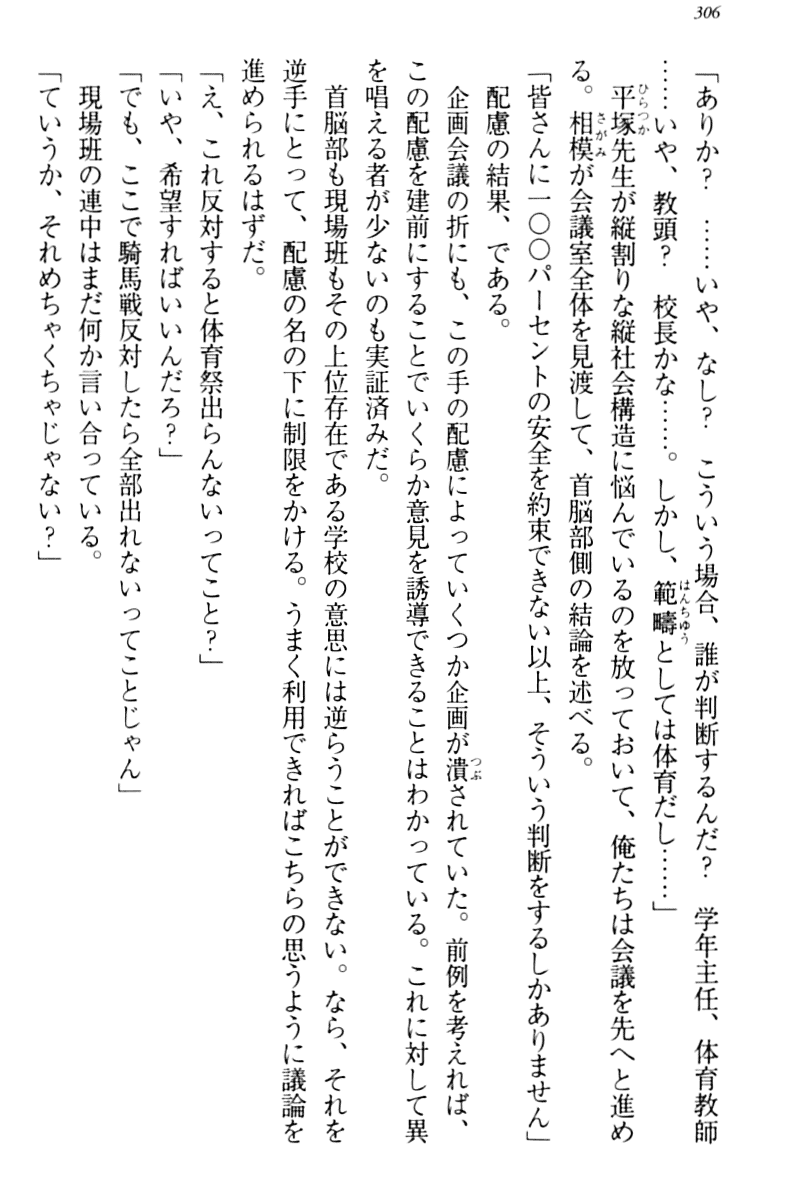 306
「ありか？　……いや、なし？　こういう場合、誰が判断するんだ？　学年主任、体育教師
……いや、教頭？　校長かな……。しかし、範疇としては体育だし……」
　平塚先生が縦割りな縦社会構造に悩んでいるのを放っておいて、俺たちは会議を先へと進め
る。相模が会議室全体を見渡して、首脳部側の結論を述べる。
「皆さんに一〇〇パーセントの安全を約束できない以上、そういう判断をするしかありません」
　配慮の結果、である。
　企画会議の折にも、この手の配慮によっていくつか企画が潰されていた。前例を考えれば、
この配慮を建前にすることでいくらか意見を誘導できることはわかっている。これに対して異
を唱える者が少ないのも実証済みだ。
　首脳部も現場班もその上位存在である学校の意思には逆らうことができない。なら、それを
逆手にとって、配慮の名の下に制限をかける。うまく利用できればこちらの思うように議論を
進められるはずだ。
「え、これ反対すると体育祭出らんないってこと？」
「いや、希望すればいいんだろ？」
「でも、ここで騎馬戦反対したら全部出れないってことじゃん」
　現場班の連中はまだ何か言い合っている。
「ていうか、それめちゃくちゃじゃない？」